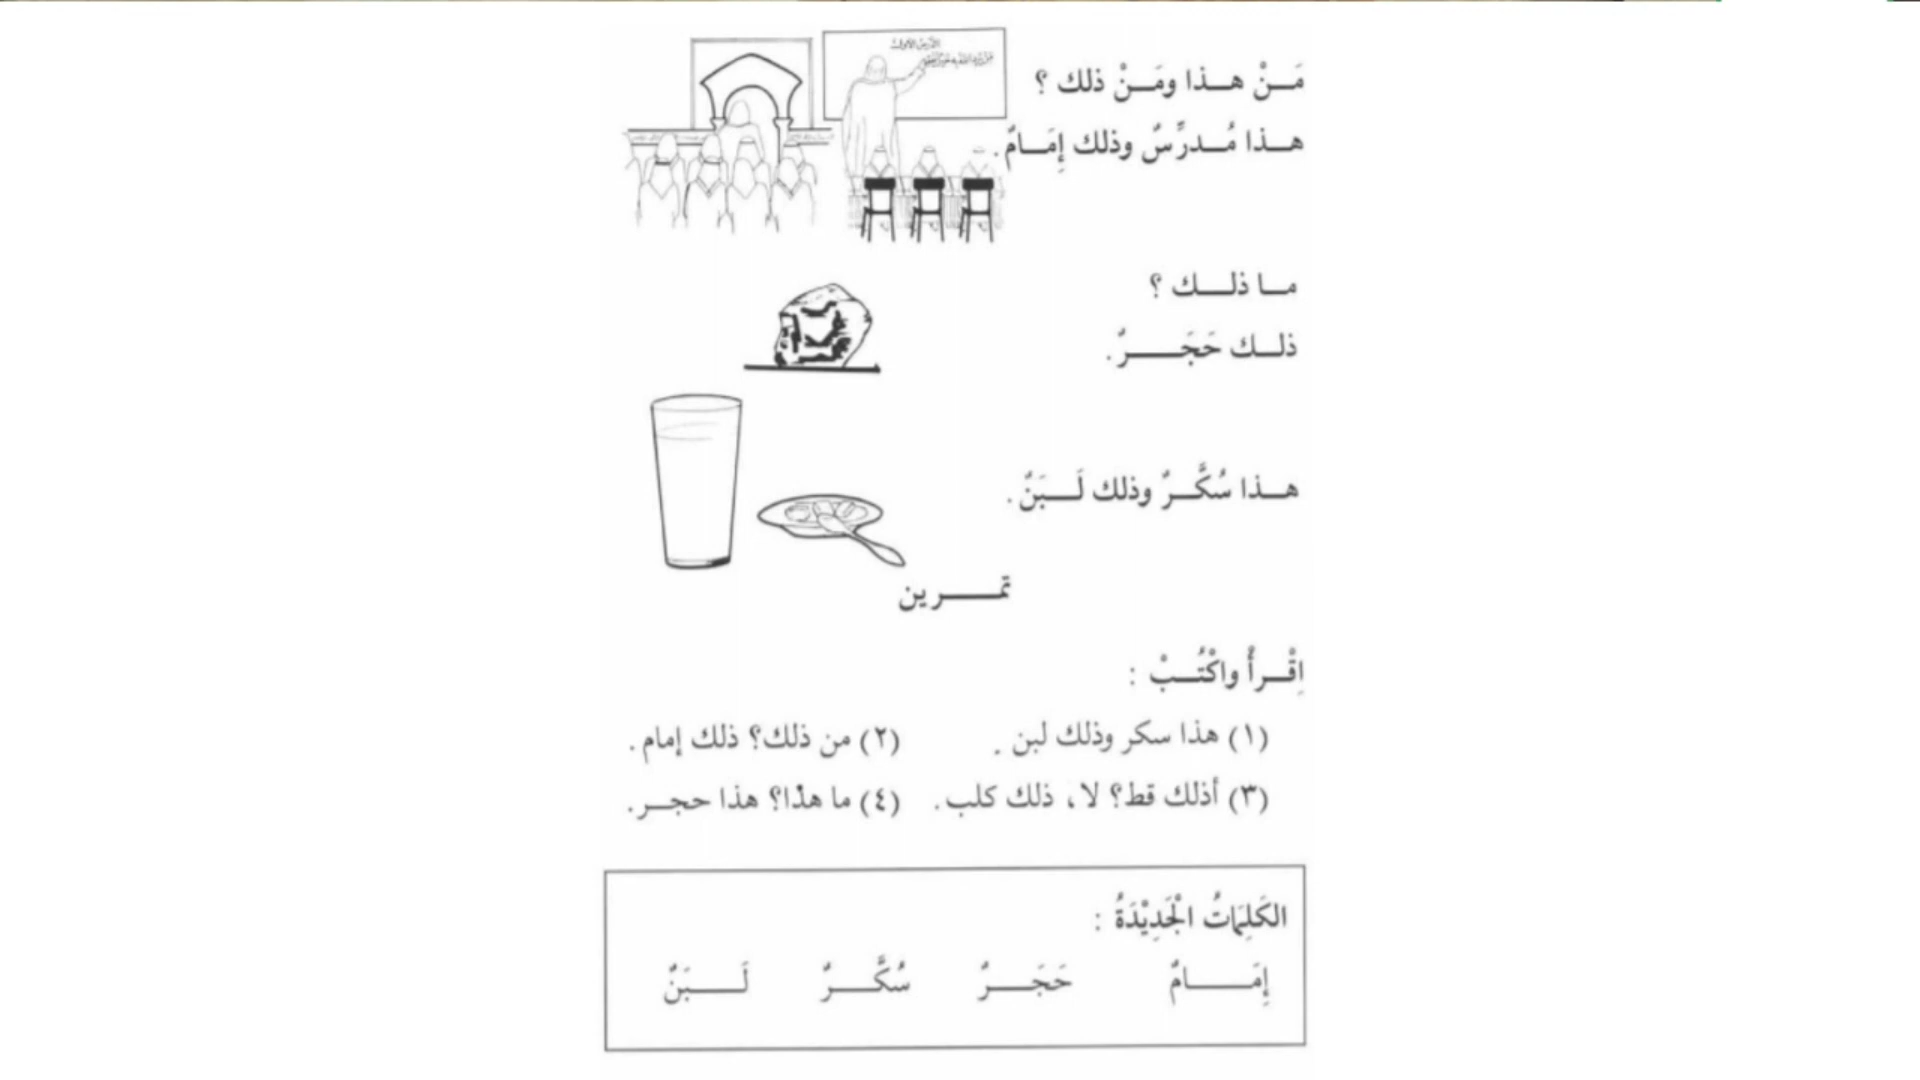 مَنْ هذا ومَنْ ذلك ؟
هذا مُدرِّسٌ وذلك إِمَامٌ.
ما ذلك ؟
ذلك حَجَرٌ.
هذا سُكَّرٌ وذلك لَبَنٌ.
تمرين
اِقْرأْ واكْتُبْ :
(١) هذا سكر وذلك لبن . (٢) من ذلك؟ ذلك إمام.
(٣) أذلك قط؟ لا، ذلك كلب. (٤) ما هذا؟ هذا حجر.
الكَلِمَاتُ الْجَدِيْدَةُ :
إِمَامٌ حَجَرٌ سُكَّرٌ لَبَنٌ